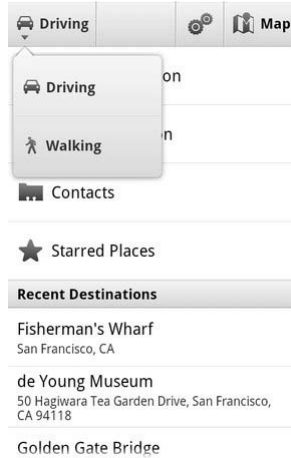 Driving
Map
Driving
on
Walking
n
Contacts
Starred Places
Recent Destinations
Fisherman's Wharf
San Francisco, CA
de Young Museum
50 Hagiwara Tea Garden Drive, San Francisco,
CA 94118
Golden Gate Bridge